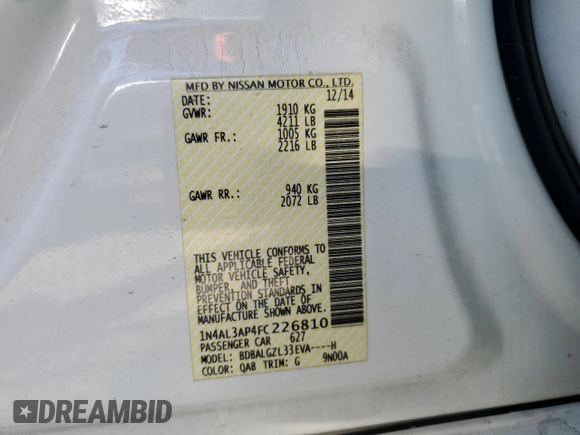 MFD BY NISSAN MOTOR CO., LTD.
DATE: 12/14
GVWR: 1910 KG
4211 LB
GAWR FR.: 1005 KG
2216 LB
GAWR RR.: 940 KG
2072 LB
THIS VEHICLE CONFORMS TO
ALL APPLICABLE FEDERAL
MOTOR VEHICLE SAFETY,
BUMPER, AND THEFT
PREVENTION STANDARDS IN
EFFECT ON THE DATE OF
MANUFACTURE SHOWN ABOVE.
1N4AL3AP4FC226810
PASSENGER CAR 627
MODEL: BDBALGZL33EVA----H
COLOR: QAB TRIM: G 9N00A
DREAMBID